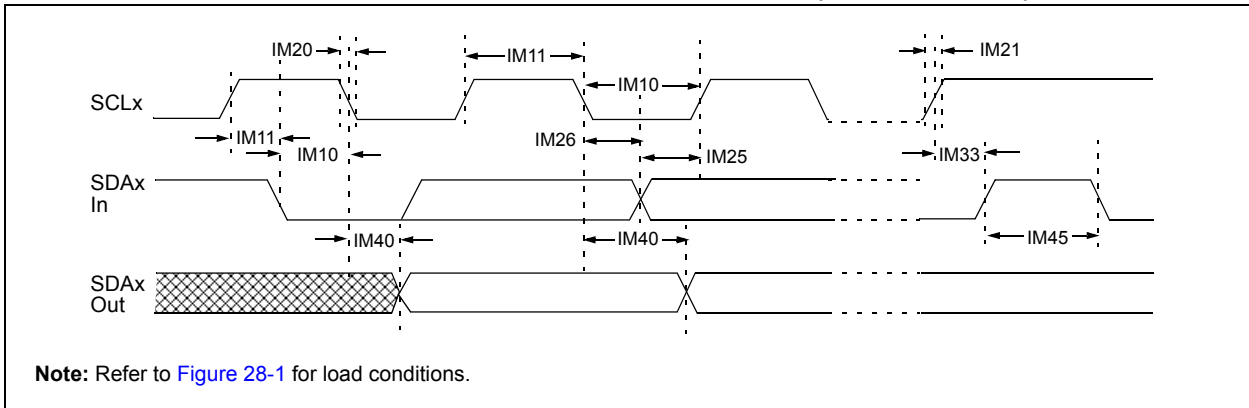 IM20
IM11
IM21
IM10
SCLx
IM11
IM26
IM10
IM25
IM33
SDAx
In
IM40
IM40
IM45
SDAx
Out
Note: Refer to Figure 28-1 for load conditions.